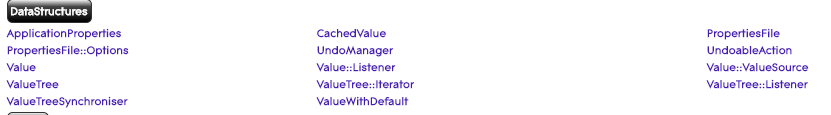 DataStructures
ApplicationProperties CachedValue PropertiesFile
PropertiesFile::Options UndoManager UndoableAction
Value Value::Listener Value::ValueSource
ValueTree ValueTree::Iterator ValueTree::Listener
ValueTreeSynchroniser ValueWithDefault